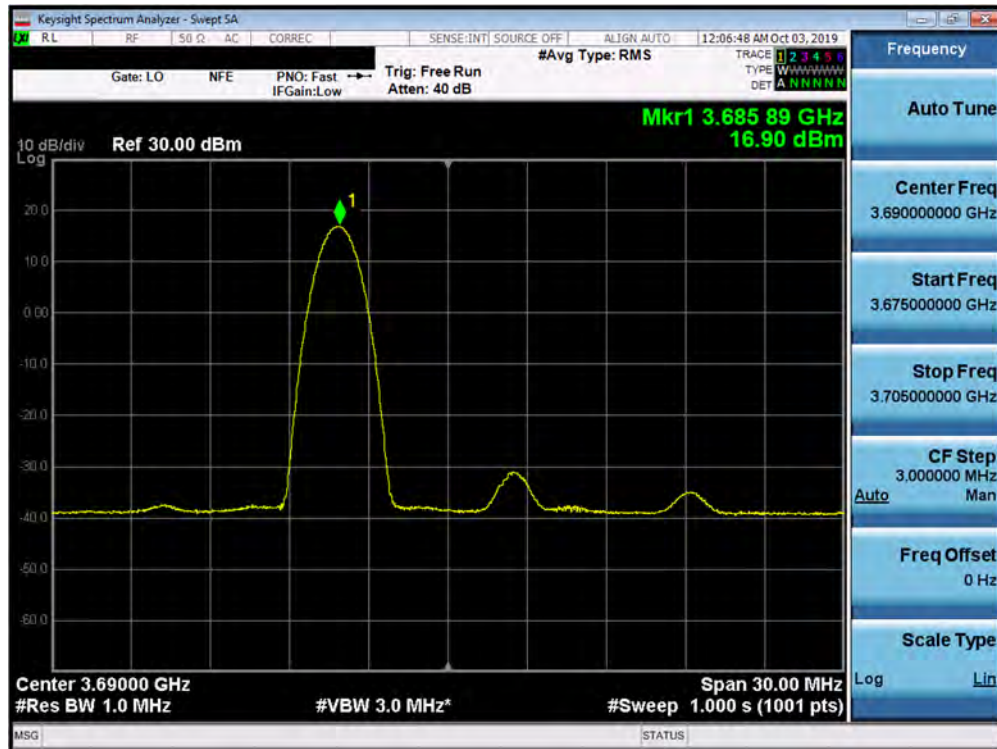 Keysight Spectrum Analyzer - Swept SA
LXI RL RF 50 Ω AC CORREC SENSE:INT SOURCE OFF ALIGN AUTO 12:06:48 AM Oct 03, 2019
#Avg Type: RMS TRACE 1 2 3 4 5 6
Gate: LO NFE PNO: Fast Trig: Free Run TYPE WWWWWW
IFGain:Low Atten: 40 dB DET A N N N N N
Mkr1 3.685 89 GHz
16.90 dBm
10 dB/div Ref 30.00 dBm
Log
1
20.0
10.0
0.00
-10.0
-20.0
-30.0
-40.0
-50.0
-60.0
Center 3.69000 GHz Span 30.00 MHz
#Res BW 1.0 MHz #VBW 3.0 MHz* #Sweep 1.000 s (1001 pts)
MSG STATUS
Frequency
Auto Tune
Center Freq
3.690000000 GHz
Start Freq
3.675000000 GHz
Stop Freq
3.705000000 GHz
CF Step
3.000000 MHz
Auto Man
Freq Offset
0 Hz
Scale Type
Log Lin